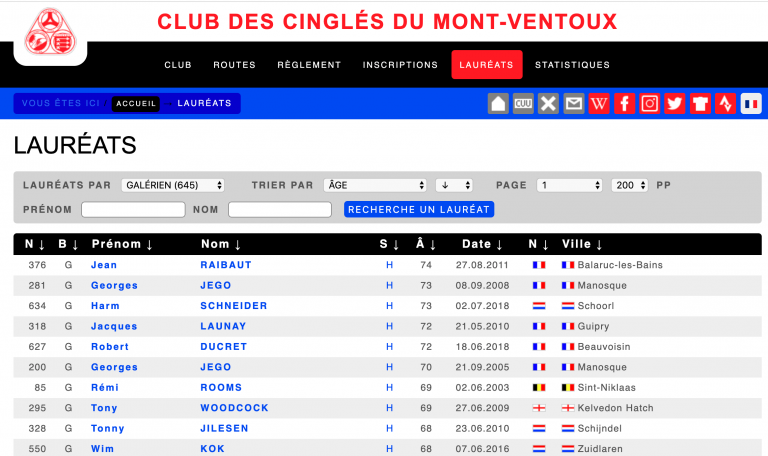 CLUB DES CINGLÉS DU MONT-VENTOUX
CLUB ROUTES RÈGLEMENT INSCRIPTIONS LAURÉATS STATISTIQUES
VOUS ÊTES ICI ACCUEIL LAURÉATS CUU W f
LAURÉATS
LAURÉATS PAR GALÉRIEN (645) TRIER PAR ÂGE ↓ PAGE 1 200 PP
PRÉNOM NOM RECHERCHE UN LAURÉAT
N ↓ B ↓ Prénom ↓ Nom ↓ S ↓ Â ↓ Date ↓ N ↓ Ville ↓
376 G Jean RAIBAUT H 74 27.08.2011 Balaruc-les-Bains
281 G Georges JEGO H 73 08.09.2008 Manosque
634 G Harm SCHNEIDER H 73 02.07.2018 Schoorl
318 G Jacques LAUNAY H 72 21.05.2010 Guipry
627 G Robert DUCRET H 72 18.06.2018 Beauvoisin
200 G Georges JEGO H 70 21.09.2005 Manosque
85 G Rémi ROOMS H 69 02.06.2003 Sint-Niklaas
295 G Tony WOODCOCK H 69 27.06.2009 Kelvedon Hatch
328 G Tonny JILESEN H 68 23.06.2010 Schijndel
550 G Wim KOK H 68 07.06.2016 Zuidlaren